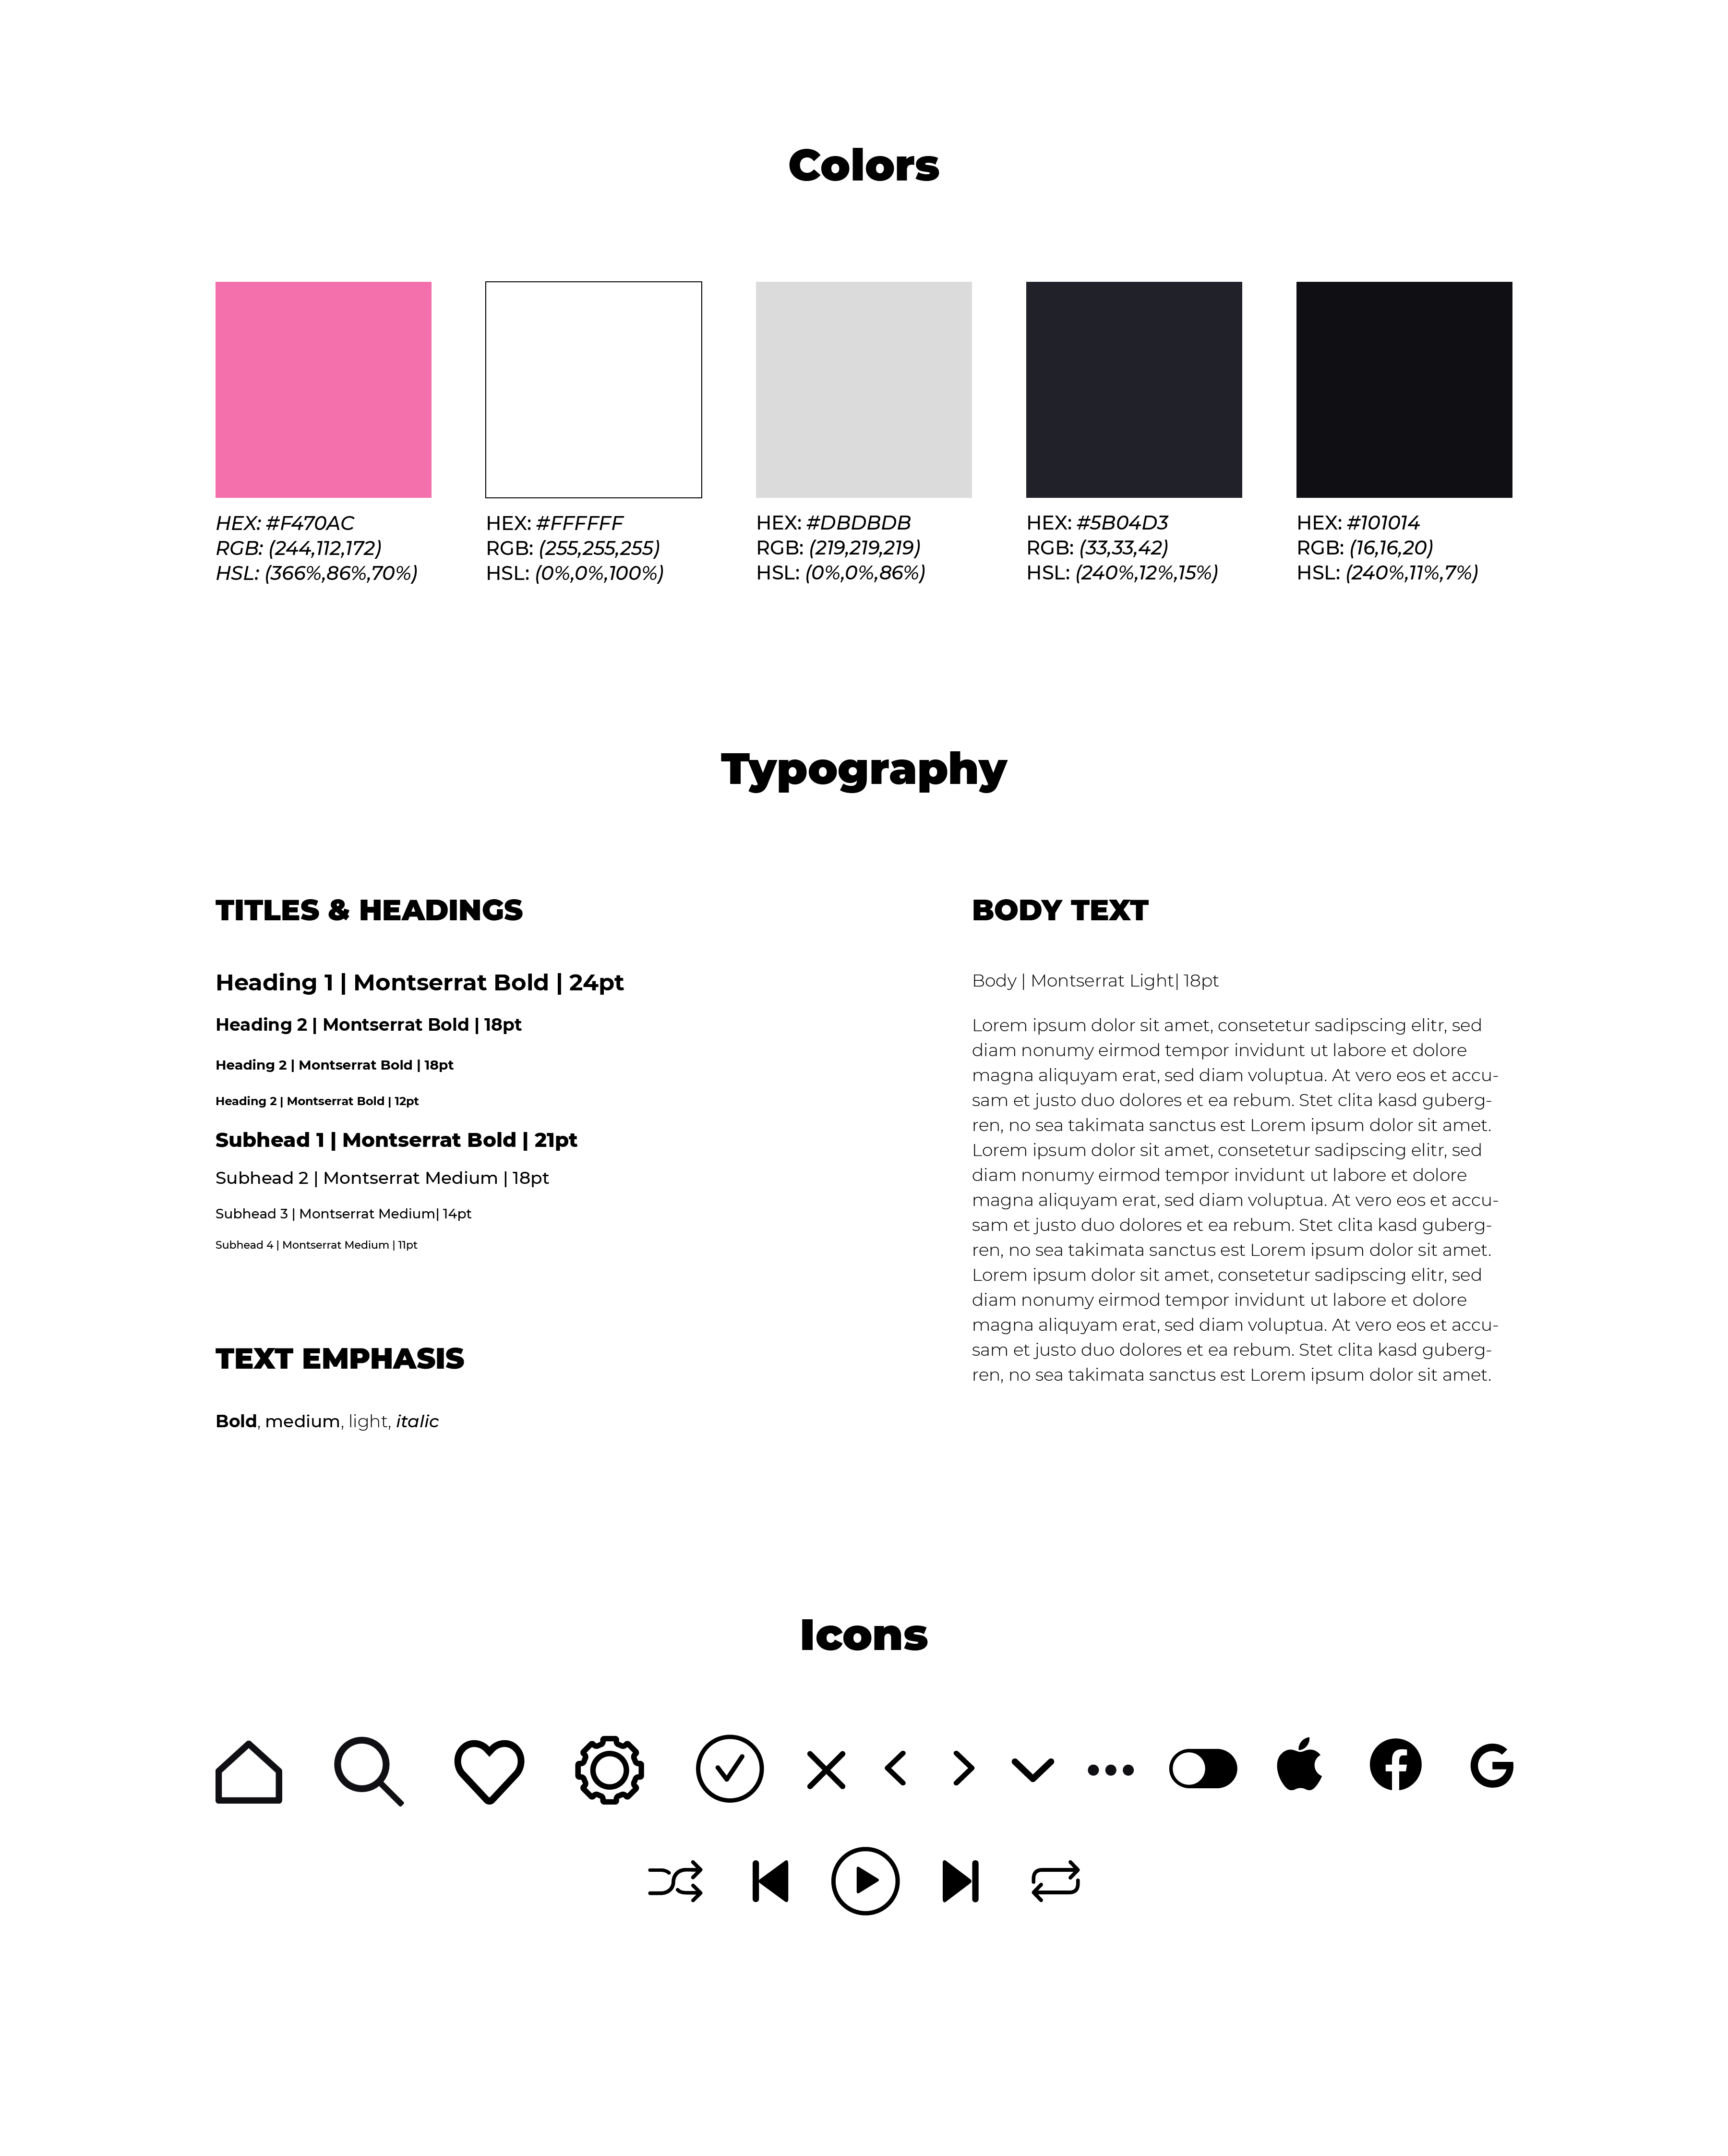 Colors
HEX: #F470AC
RGB: (244,112,172)
HSL: (366%,86%,70%)
HEX: #FFFFFF
RGB: (255,255,255)
HSL: (0%,0%,100%)
HEX: #DBDBDB
RGB: (219,219,219)
HSL: (0%,0%,86%)
HEX: #5B04D3
RGB: (33,33,42)
HSL: (240%,12%,15%)
HEX: #101014
RGB: (16,16,20)
HSL: (240%,11%,7%)
Typography
TITLES & HEADINGS
Heading 1 | Montserrat Bold | 24pt
Heading 2 | Montserrat Bold | 18pt
Heading 2 | Montserrat Bold | 18pt
Heading 2 | Montserrat Bold | 12pt
Subhead 1 | Montserrat Bold | 21pt
Subhead 2 | Montserrat Medium | 18pt
Subhead 3 | Montserrat Medium| 14pt
Subhead 4 | Montserrat Medium | 11pt
TEXT EMPHASIS
Bold, medium, light, italic
BODY TEXT
Body | Montserrat Light| 18pt
Lorem ipsum dolor sit amet, consetetur sadipscing elitr, sed
diam nonumy eirmod tempor invidunt ut labore et dolore
magna aliquyam erat, sed diam voluptua. At vero eos et accu-
sam et justo duo dolores et ea rebum. Stet clita kasd guberg-
ren, no sea takimata sanctus est Lorem ipsum dolor sit amet.
Lorem ipsum dolor sit amet, consetetur sadipscing elitr, sed
diam nonumy eirmod tempor invidunt ut labore et dolore
magna aliquyam erat, sed diam voluptua. At vero eos et accu-
sam et justo duo dolores et ea rebum. Stet clita kasd guberg-
ren, no sea takimata sanctus est Lorem ipsum dolor sit amet.
Lorem ipsum dolor sit amet, consetetur sadipscing elitr, sed
diam nonumy eirmod tempor invidunt ut labore et dolore
magna aliquyam erat, sed diam voluptua. At vero eos et accu-
sam et justo duo dolores et ea rebum. Stet clita kasd guberg-
ren, no sea takimata sanctus est Lorem ipsum dolor sit amet.
Icons